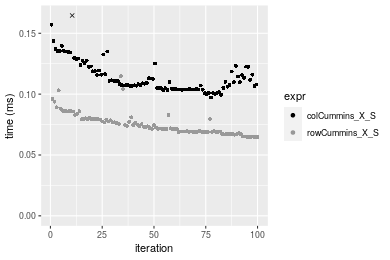 time (ms)
0.15
0.10
0.05
0.00
0
25
50
75
100
iteration
expr
colCummins_X_S
rowCummins_X_S